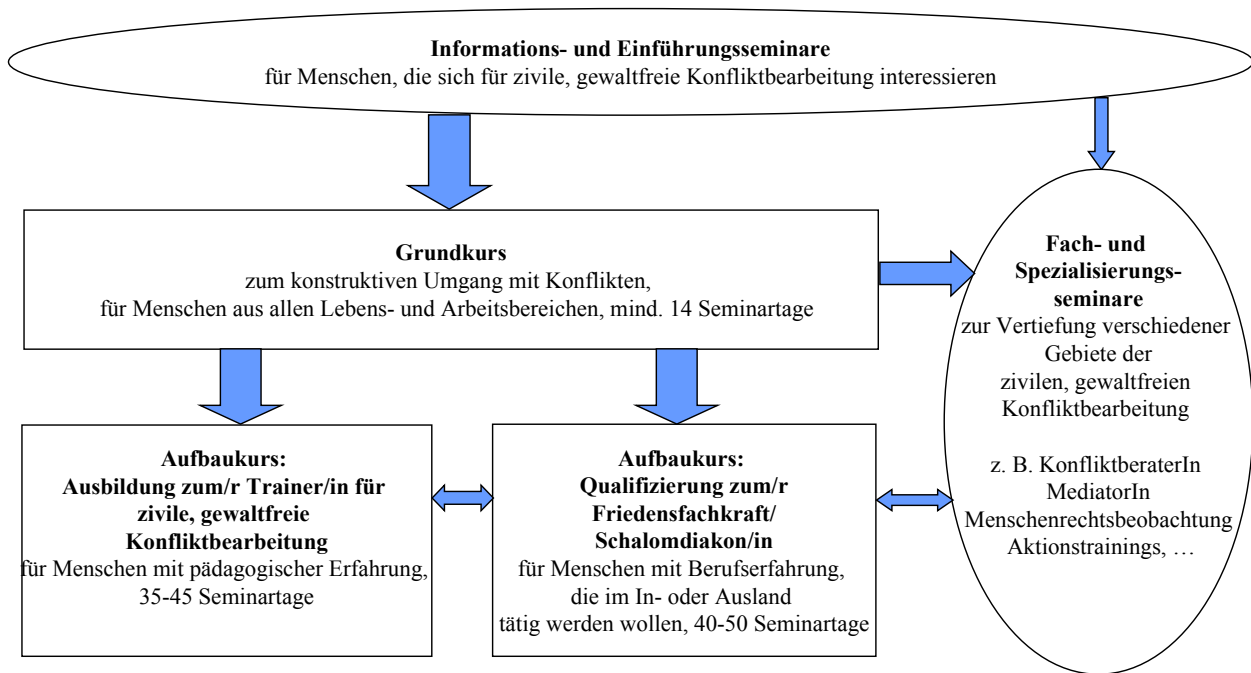 Informations- und Einführungsseminare
für Menschen, die sich für zivile, gewaltfreie Konfliktbearbeitung interessieren
Grundkurs
zum konstruktiven Umgang mit Konflikten,
für Menschen aus allen Lebens- und Arbeitsbereichen, mind. 14 Seminartage
Fach- und
Spezialisierungs-
seminare
zur Vertiefung verschiedener
Gebiete der
zivilen, gewaltfreien
Konfliktbearbeitung
z. B. KonfliktberaterIn
MediatorIn
Menschenrechtsbeobachtung
Aktionstrainings, …
Aufbaukurs:
Ausbildung zum/r Trainer/in für
zivile, gewaltfreie
Konfliktbearbeitung
für Menschen mit pädagogischer Erfahrung,
35-45 Seminartage
Aufbaukurs:
Qualifizierung zum/r
Friedensfachkraft/
Schalomdiakon/in
für Menschen mit Berufserfahrung,
die im In- oder Ausland
tätig werden wollen, 40-50 Seminartage